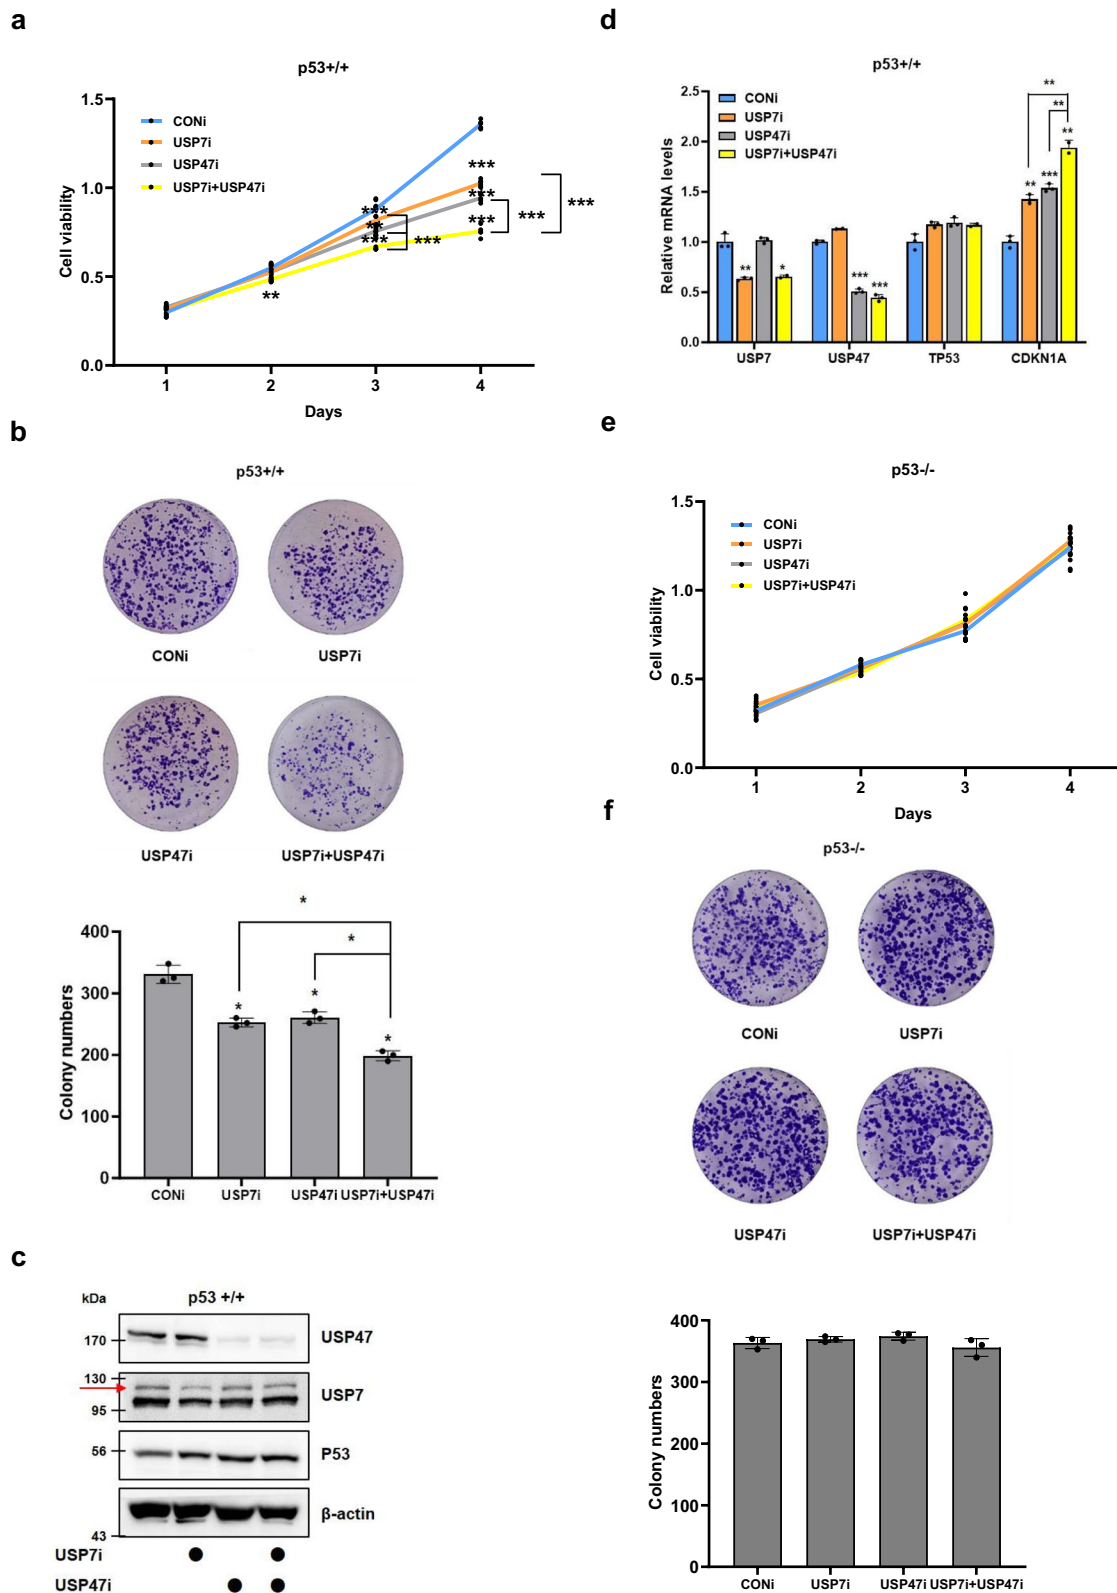 a
p53+/+
1.5
1.0
0.5
0.0
Cell viability
CONi
USP7i
USP47i
USP7i+USP47i
**
***
**
***
***
***
***
***
***
***
1 2 3 4
Days
b
p53+/+
CONi USP7i
USP47i USP7i+USP47i
400
300
200
100
0
Colony numbers
*
*
*
*
*
CONi USP7i USP47i USP7i+USP47i
c
kDa p53 +/+
170 USP47
130
95 USP7
56 P53
43 β-actin
USP7i
USP47i
d
p53+/+
2.5
2.0
1.5
1.0
0.5
0.0
Relative mRNA levels
CONi
USP7i
USP47i
USP7i+USP47i
** *
*** ***
** *** **
**
**
USP7 USP47 TP53 CDKN1A
e
p53-/-
1.5
1.0
0.5
0.0
Cell viability
CONi
USP7i
USP47i
USP7i+USP47i
1 2 3 4
Days
f
p53-/-
CONi USP7i
USP47i USP7i+USP47i
400
300
200
100
0
Colony numbers
CONi USP7i USP47i USP7i+USP47i